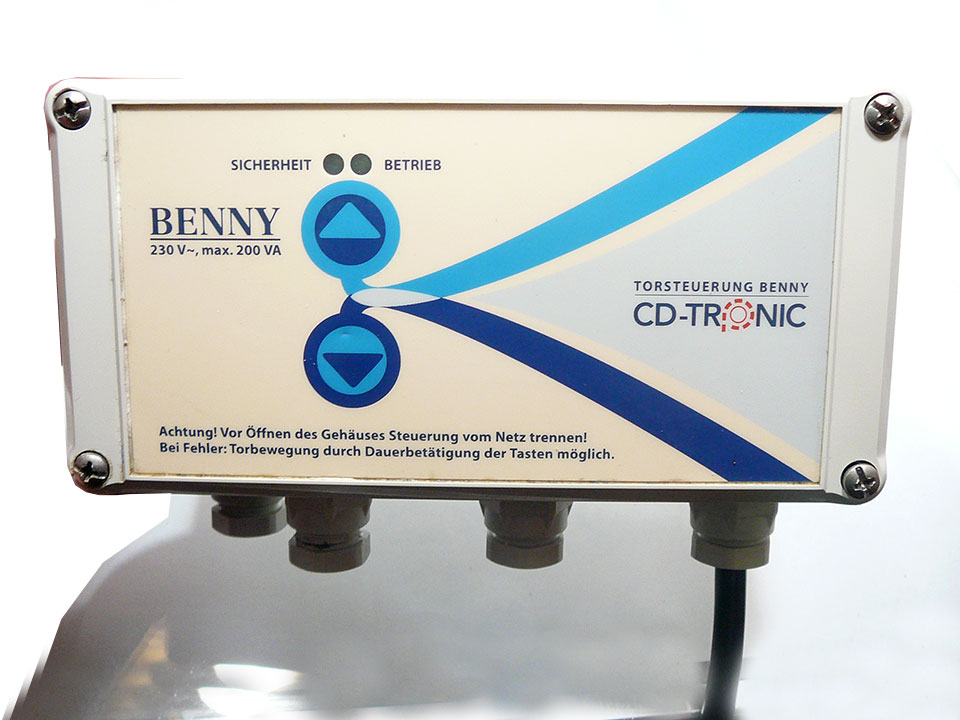 SICHERHEIT BETRIEB
BENNY
230 V~, max. 200 VA
TORSTEUERUNG BENNY
CD-TRONIC
Achtung! Vor Öffnen des Gehäuses Steuerung vom Netz trennen!
Bei Fehler: Torbewegung durch Dauerbetätigung der Tasten möglich.